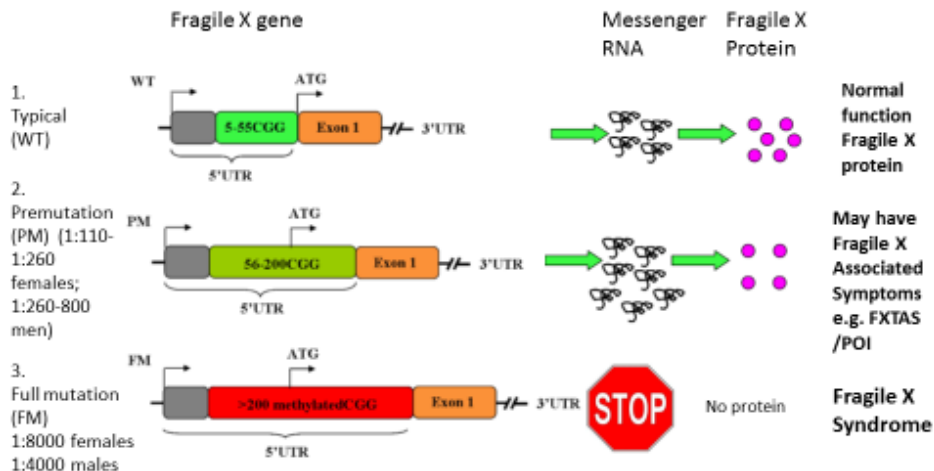 Fragile X gene
Messenger
RNA
Fragile X
Protein
1.
Typical
(WT)
WT
ATG
5-55CGG
Exon 1
3'UTR
5'UTR
Normal
function
Fragile X
protein
2.
Premutation
(PM) (1:110-
1:260
females;
1:260-800
men)
PM
ATG
56-200CGG
Exon 1
3'UTR
5'UTR
May have
Fragile X
Associated
Symptoms
e.g. FXTAS
/POI
3.
Full mutation
(FM)
1:8000 females
1:4000 males
FM
ATG
>200 methylatedCGG
Exon 1
3'UTR
5'UTR
STOP
No protein
Fragile X
Syndrome